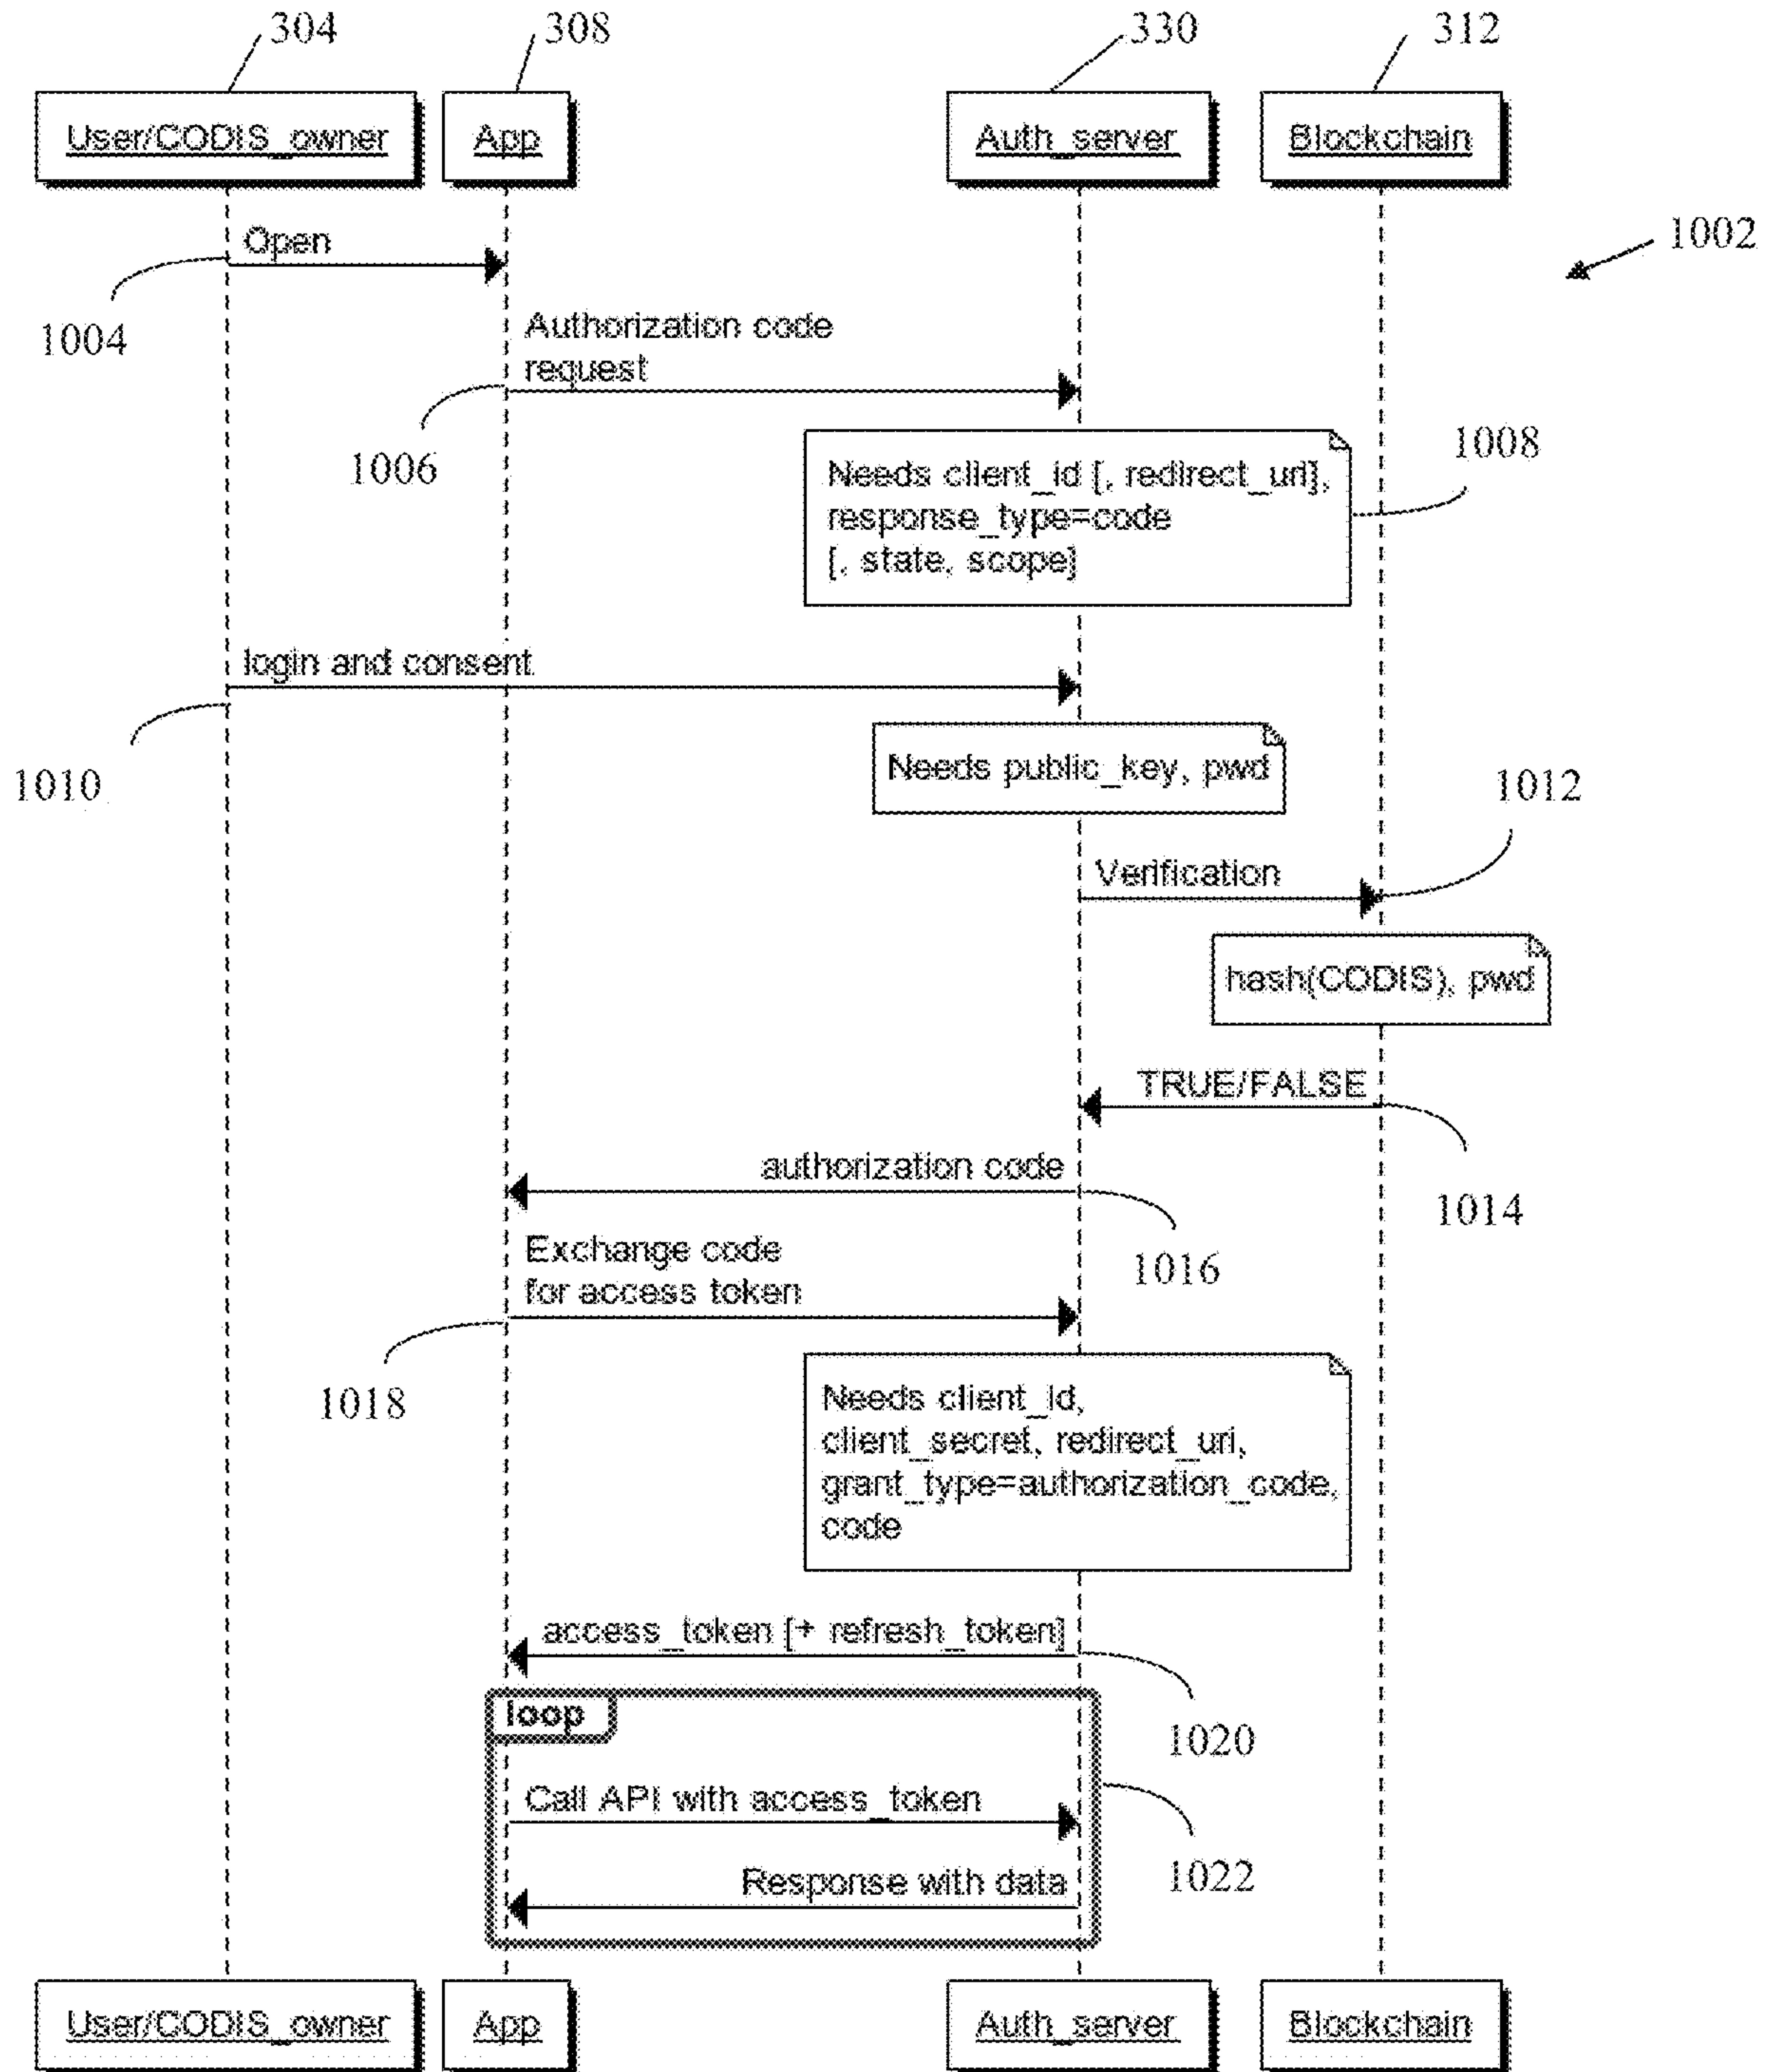 304
308
330
312
User/CODIS_owner
App
Auth_server
Blockchain
1002
Open
1004
Authorization code
request
1006
1008
Needs client_id [, redirect_uri],
response_type=code
[, state, scope]
login and consent
1010
Needs public_key, pwd
1012
Verification
hash(CODIS), pwd
TRUE/FALSE
1014
authorization code
1016
Exchange code
for access token
1018
Needs client_id,
client_secret, redirect_uri,
grant_type=authorization_code,
code
access_token [+ refresh_token]
1020
loop
Call API with access_token
1022
Response with data
User/CODIS_owner
App
Auth_server
Blockchain